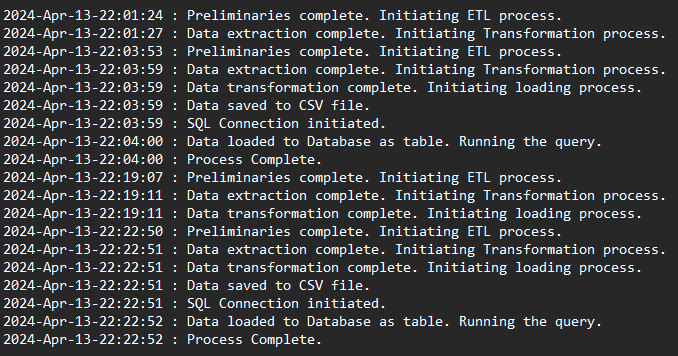 2024-Apr-13-22:01:24 : Preliminaries complete. Initiating ETL process.
2024-Apr-13-22:01:27 : Data extraction complete. Initiating Transformation process.
2024-Apr-13-22:03:53 : Preliminaries complete. Initiating ETL process.
2024-Apr-13-22:03:59 : Data extraction complete. Initiating Transformation process.
2024-Apr-13-22:03:59 : Data transformation complete. Initiating loading process.
2024-Apr-13-22:03:59 : Data saved to CSV file.
2024-Apr-13-22:03:59 : SQL Connection initiated.
2024-Apr-13-22:04:00 : Data loaded to Database as table. Running the query.
2024-Apr-13-22:04:00 : Process Complete.
2024-Apr-13-22:19:07 : Preliminaries complete. Initiating ETL process.
2024-Apr-13-22:19:11 : Data extraction complete. Initiating Transformation process.
2024-Apr-13-22:19:11 : Data transformation complete. Initiating loading process.
2024-Apr-13-22:22:50 : Preliminaries complete. Initiating ETL process.
2024-Apr-13-22:22:51 : Data extraction complete. Initiating Transformation process.
2024-Apr-13-22:22:51 : Data transformation complete. Initiating loading process.
2024-Apr-13-22:22:51 : Data saved to CSV file.
2024-Apr-13-22:22:51 : SQL Connection initiated.
2024-Apr-13-22:22:52 : Data loaded to Database as table. Running the query.
2024-Apr-13-22:22:52 : Process Complete.